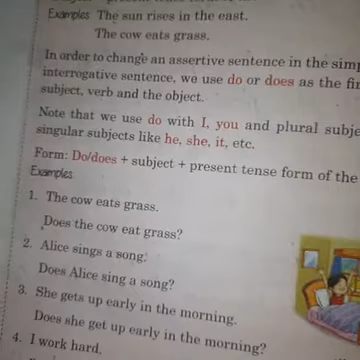 Examples The sun rises in the east.
The cow eats grass.
In order to change an assertive sentence in the
interrogative sentence, we use do or does as the
subject, verb and the object.
Note that we use do with I, you and plural
singular subjects like he, she, it, etc.
Form: Do/does + subject + present tense form of the
Examples
1. The cow eats grass.
Does the cow eat grass?
2. Alice sings a song.
Does Alice sing a song?
3. She gets up early in the morning.
Does she get up early in the morning?
4. I work hard.